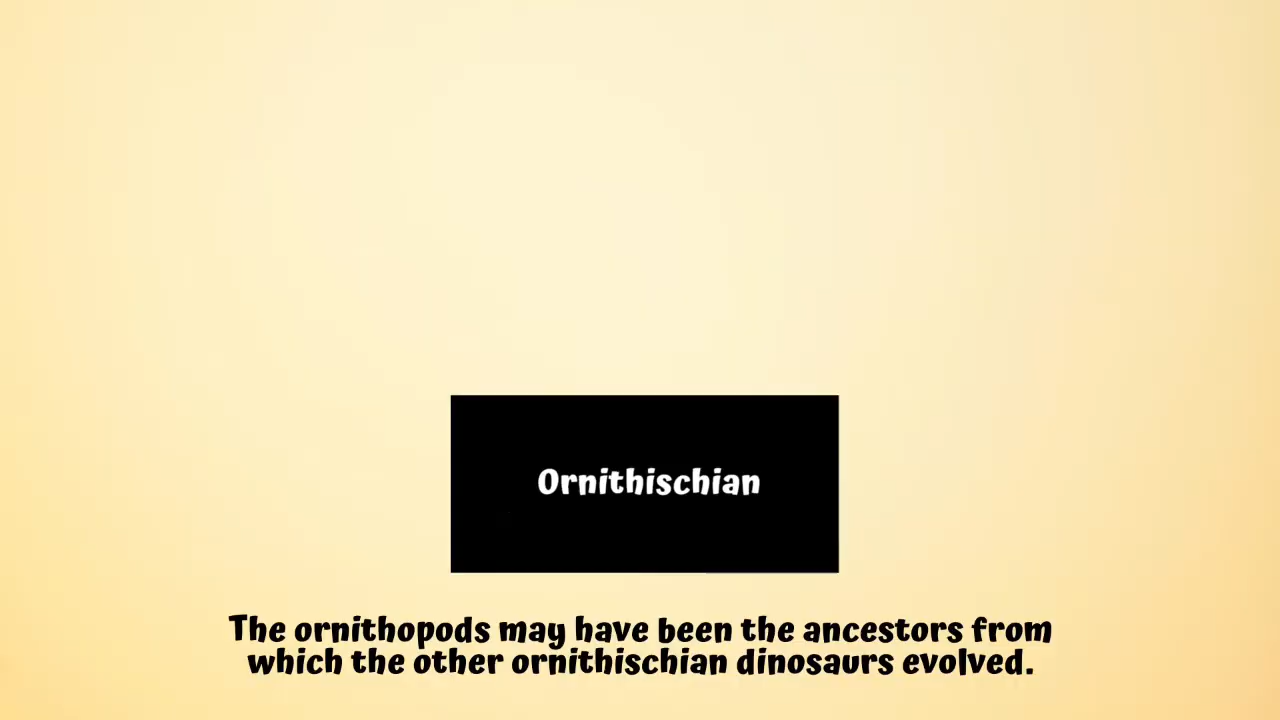 Ornithischian
The ornithopods may have been the ancestors from
which the other ornithischian dinosaurs evolved.